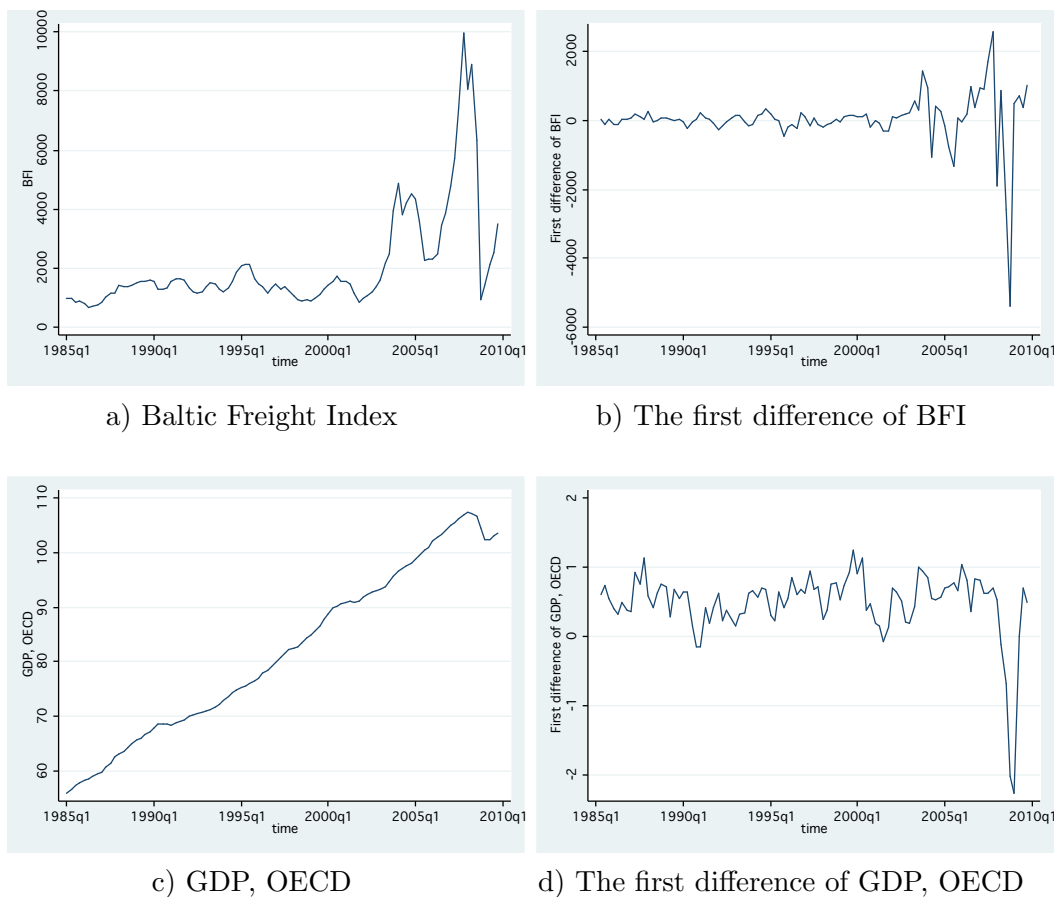 BFI
10000
8000
6000
4000
2000
0
1985q1 1990q1 1995q1 2000q1 2005q1 2010q1
time
a) Baltic Freight Index
First difference of BFI
2000
0
-2000
-4000
-6000
1985q1 1990q1 1995q1 2000q1 2005q1 2010q1
time
b) The first difference of BFI
GDP, OECD
110
100
90
80
70
60
1985q1 1990q1 1995q1 2000q1 2005q1 2010q1
time
c) GDP, OECD
First difference of GDP, OECD
2
1
0
-1
-2
1985q1 1990q1 1995q1 2000q1 2005q1 2010q1
time
d) The first difference of GDP, OECD